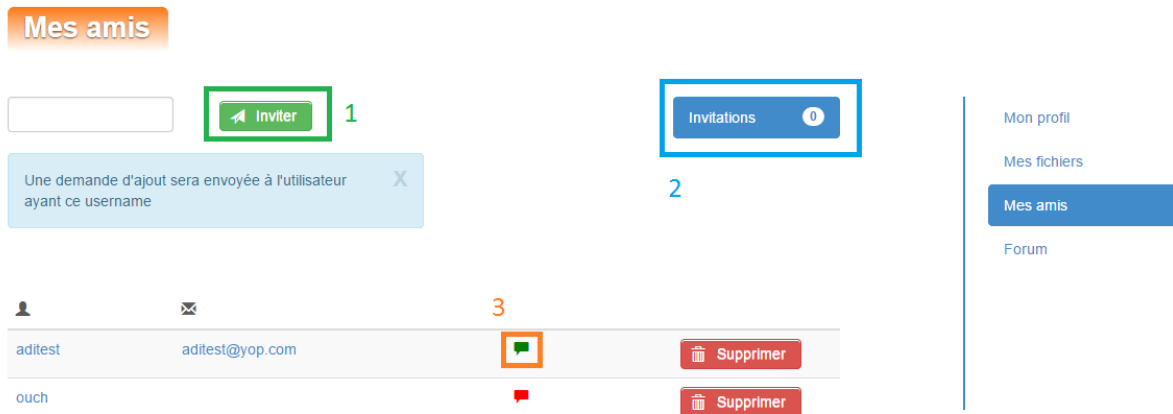 Mes amis
Inviter
1
Invitations 0
Mon profil
Une demande d'ajout sera envoyée à l'utilisateur X
ayant ce username
2
Mes fichiers
Mes amis
Forum
3
aditest aditest@yop.com Supprimer
ouch Supprimer